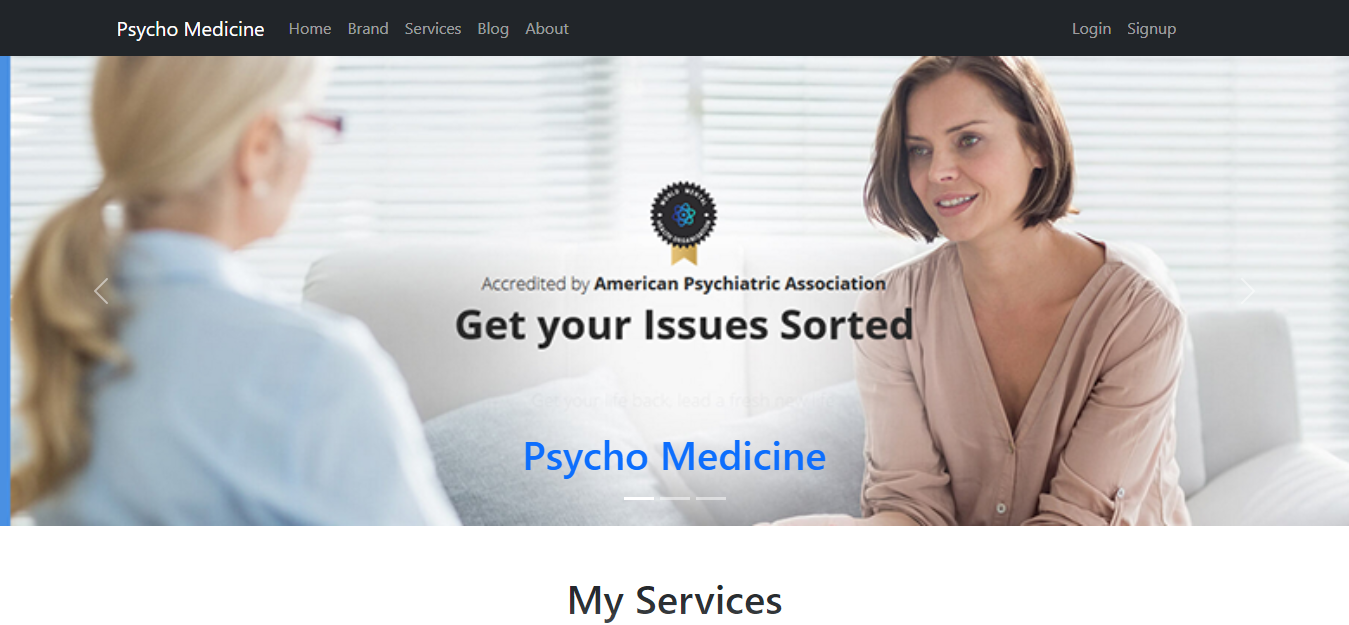 Psycho Medicine Home Brand Services Blog About Login Signup
Accredited by American Psychiatric Association
Get your Issues Sorted
Get your life back, lead a fresh new life
Psycho Medicine
My Services